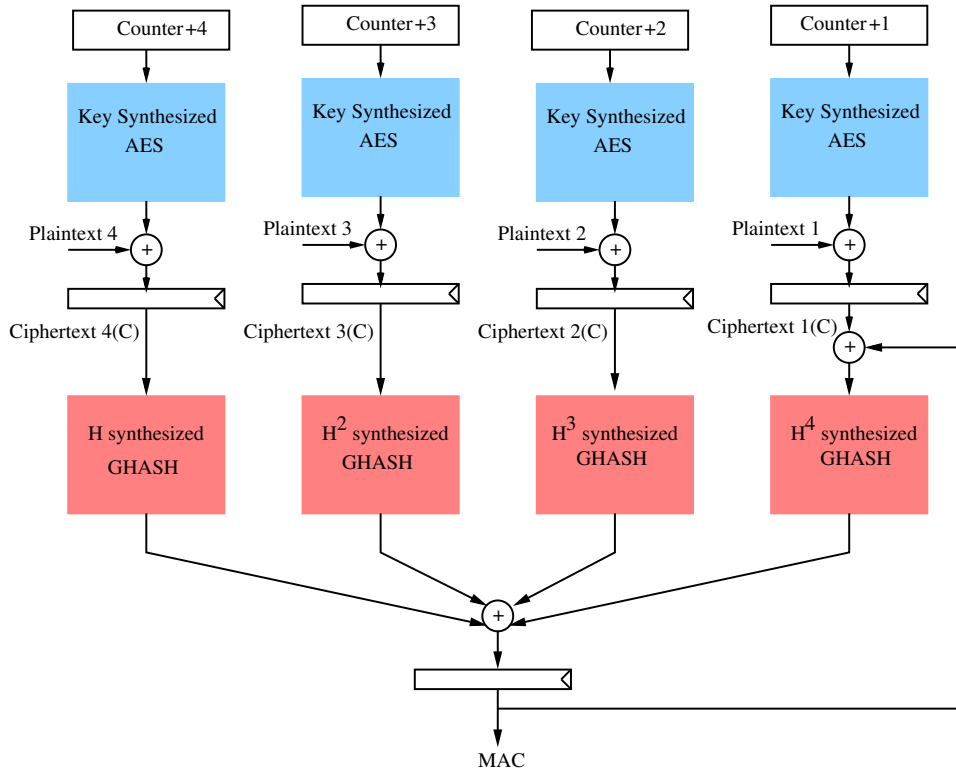 Counter+4
Counter+3
Counter+2
Counter+1
Key Synthesized
AES
Key Synthesized
AES
Key Synthesized
AES
Key Synthesized
AES
Plaintext 4
+
Plaintext 3
+
Plaintext 2
+
Plaintext 1
+
Ciphertext 4(C)
Ciphertext 3(C)
Ciphertext 2(C)
Ciphertext 1(C)
+
H synthesized
GHASH
H² synthesized
GHASH
H³ synthesized
GHASH
H⁴ synthesized
GHASH
+
MAC